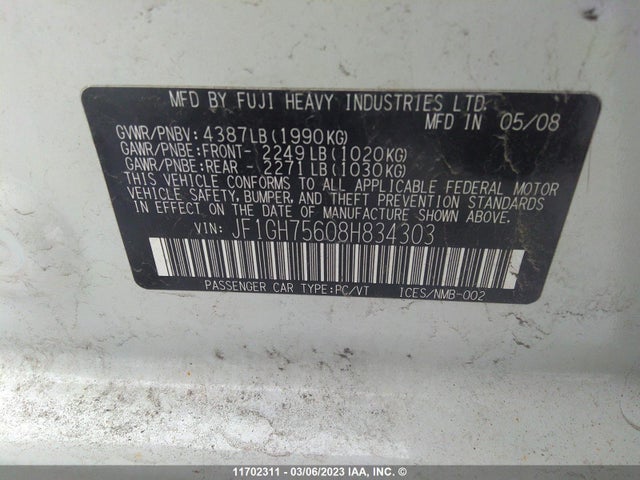 MFD BY FUJI HEAVY INDUSTRIES LTD.
MFD IN 05/08
GVWR/PNBV: 4387LB(1990KG)
GAWR/PNBE:FRONT- 2249LB(1020KG)
GAWR/PNBE:REAR - 2271LB(1030KG)
THIS VEHICLE CONFORMS TO ALL APPLICABLE FEDERAL MOTOR
VEHICLE SAFETY, BUMPER, AND THEFT PREVENTION STANDARDS
IN EFFECT ON THE DATE OF MANUFACTURE SHOWN ABOVE.
VIN: JF1GH75608H834303
PASSENGER CAR TYPE:PC/VT ICES/NMB-002
11702311 - 03/06/2023 IAA, INC. ©